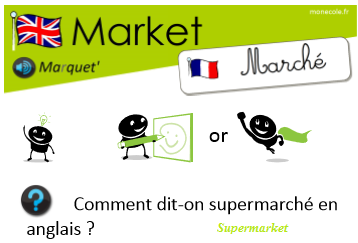 monecole.fr
Market
Marquet'
Marché
or
?
Comment dit-on supermarché en
anglais ?
Supermarket